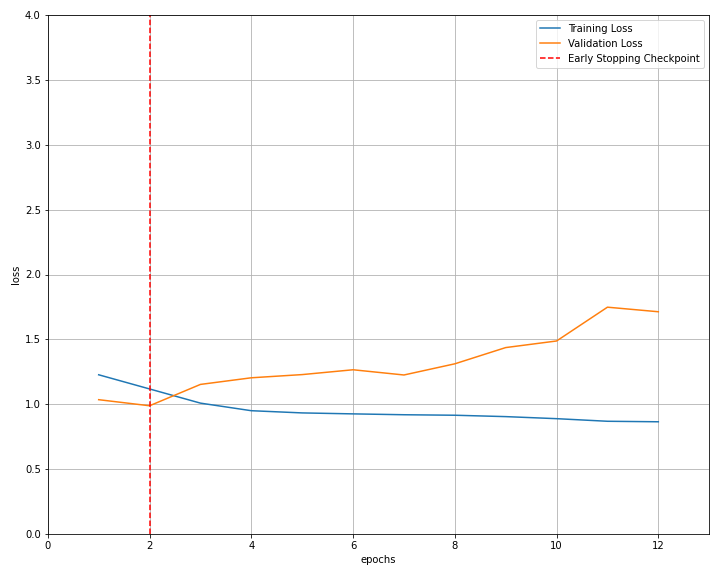 4.0
3.5
3.0
2.5
2.0
1.5
1.0
0.5
0.0
loss
0 2 4 6 8 10 12
epochs
Training Loss
Validation Loss
Early Stopping Checkpoint